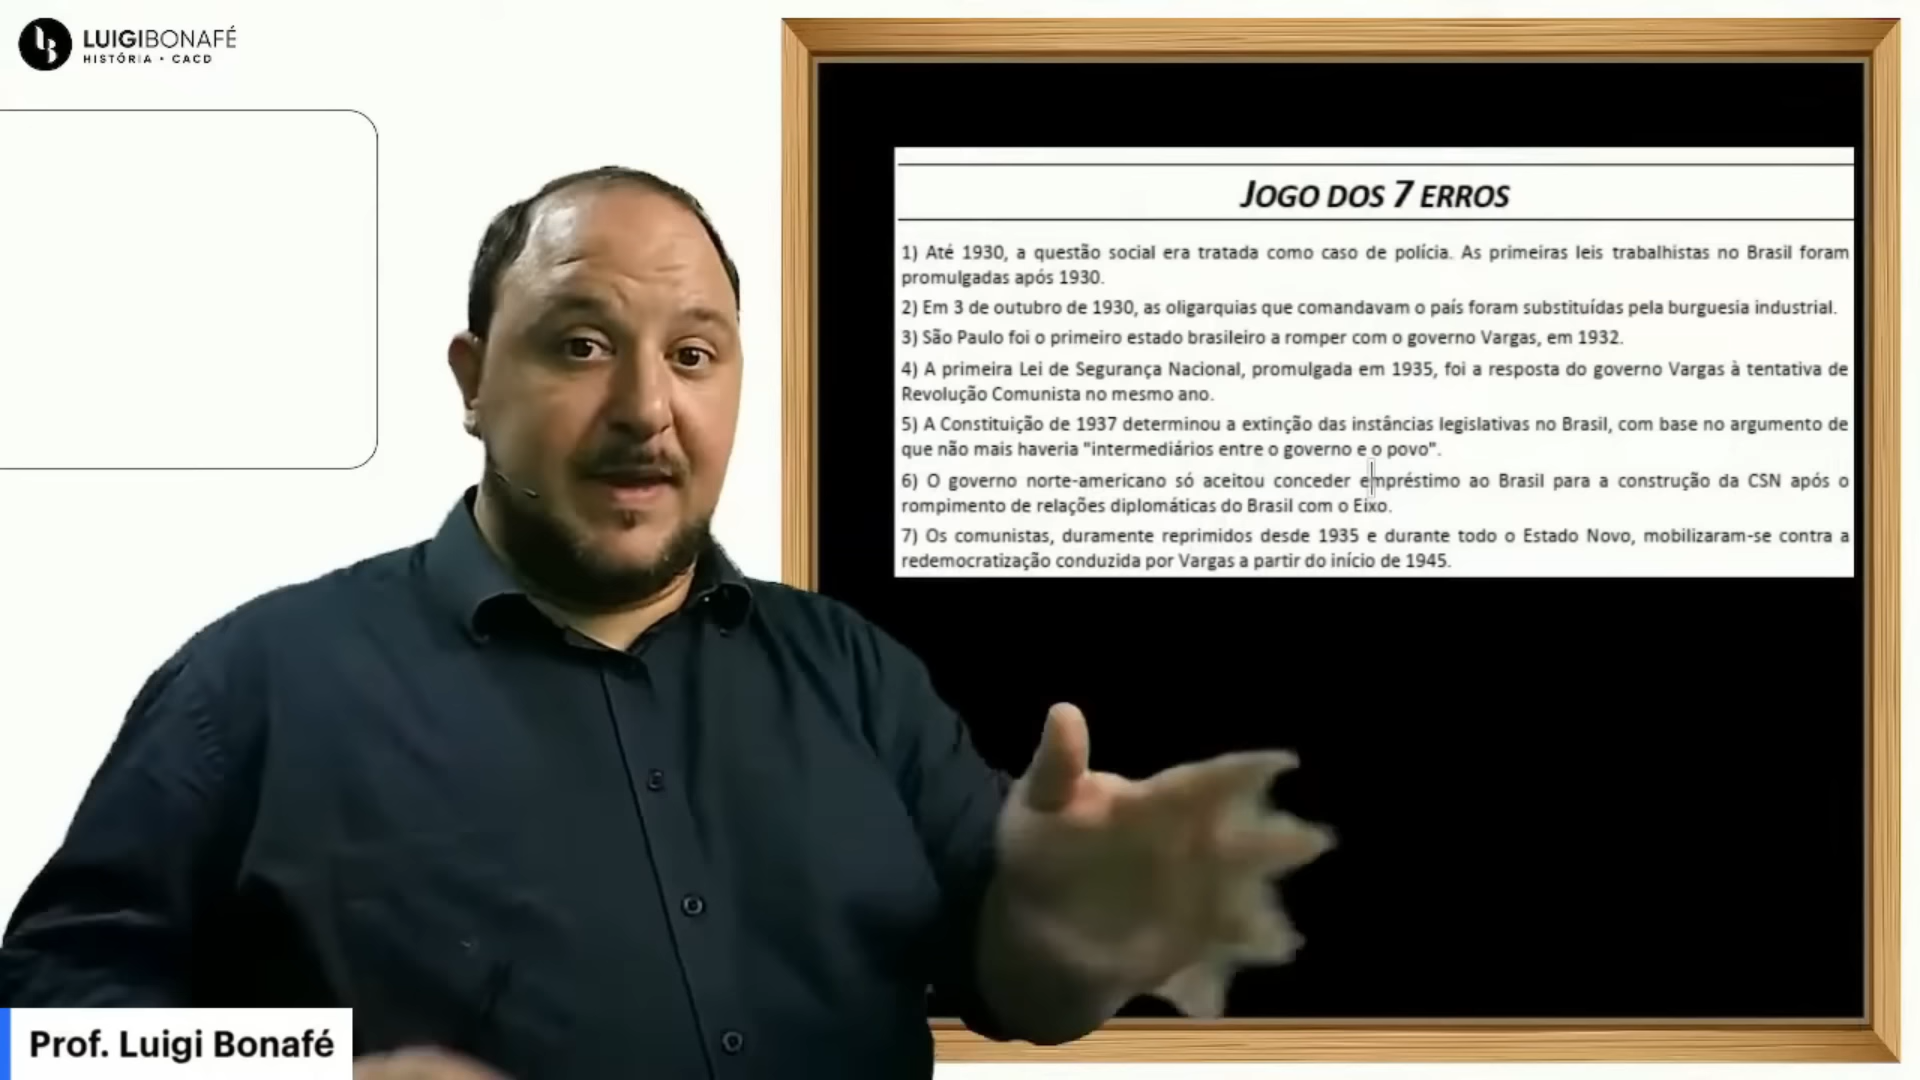 LUIGIBONAFÉ
HISTÓRIA • CACD
JOGO DOS 7 ERROS
1) Até 1930, a questão social era tratada como caso de polícia. As primeiras leis trabalhistas no Brasil foram
promulgadas após 1930.
2) Em 3 de outubro de 1930, as oligarquias que comandavam o país foram substituídas pela burguesia industrial.
3) São Paulo foi o primeiro estado brasileiro a romper com o governo Vargas, em 1932.
4) A primeira Lei de Segurança Nacional, promulgada em 1935, foi a resposta do governo Vargas à tentativa de
Revolução Comunista no mesmo ano.
5) A Constituição de 1937 determinou a extinção das instâncias legislativas no Brasil, com base no argumento de
que não mais haveria "intermediários entre o governo e o povo".
6) O governo norte-americano só aceitou conceder empréstimo ao Brasil para a construção da CSN após o
rompimento de relações diplomáticas do Brasil com o Eixo.
7) Os comunistas, duramente reprimidos desde 1935 e durante todo o Estado Novo, mobilizaram-se contra a
redemocratização conduzida por Vargas a partir do início de 1945.
Prof. Luigi Bonafé